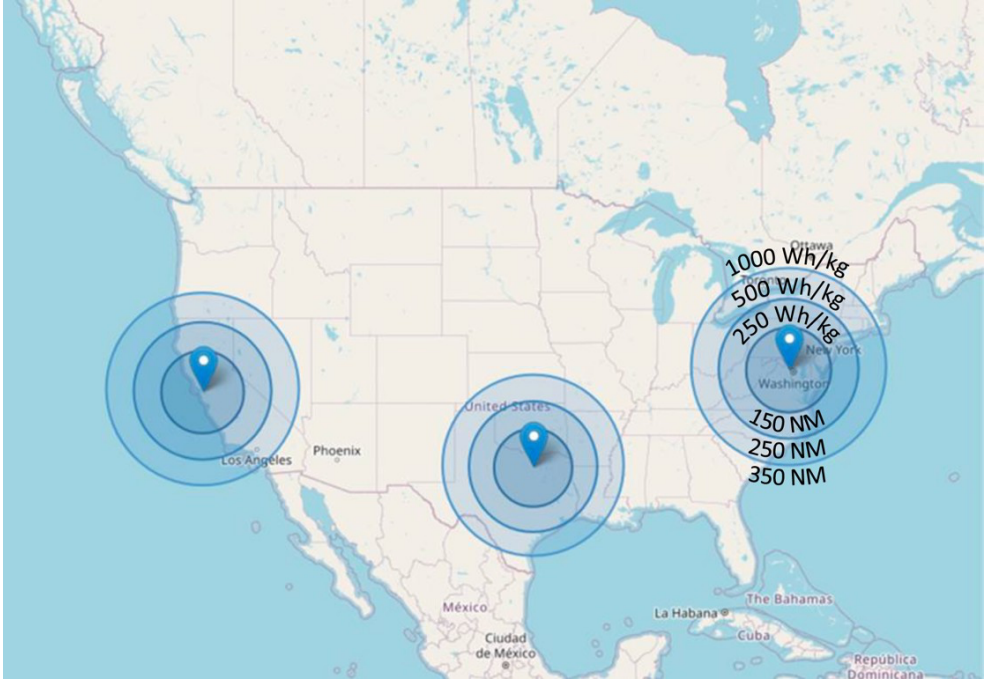 Ottawa
1000 Wh/kg
Toronto
500 Wh/kg
250 Wh/kg
New York
Washington
United States
150 NM
250 NM
350 NM
Phoenix
Los Angeles
The Bahamas
México
La Habana
Cuba
Ciudad
de México
República
Dominicana